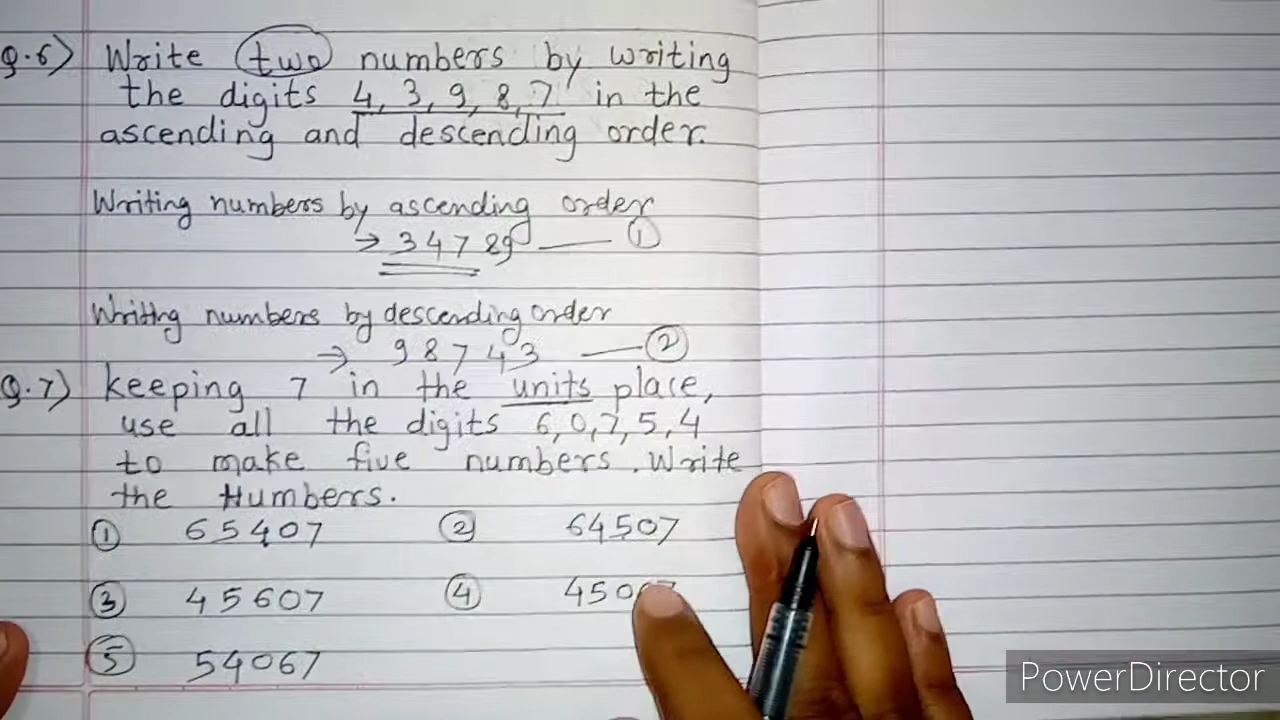 Q.6) Write two numbers by writing
the digits 4, 3, 9, 8, 7 in the
ascending and descending order.
Writing numbers by ascending order
→ 34789 — ①
Writing numbers by descending order
→ 98743 — ②
Q.7) keeping 7 in the units place,
use all the digits 6, 0, 7, 5, 4
to make five numbers. Write
the Humbers.
① 65407 ② 64507
③ 45607 ④ 45067
⑤ 54067
PowerDirector